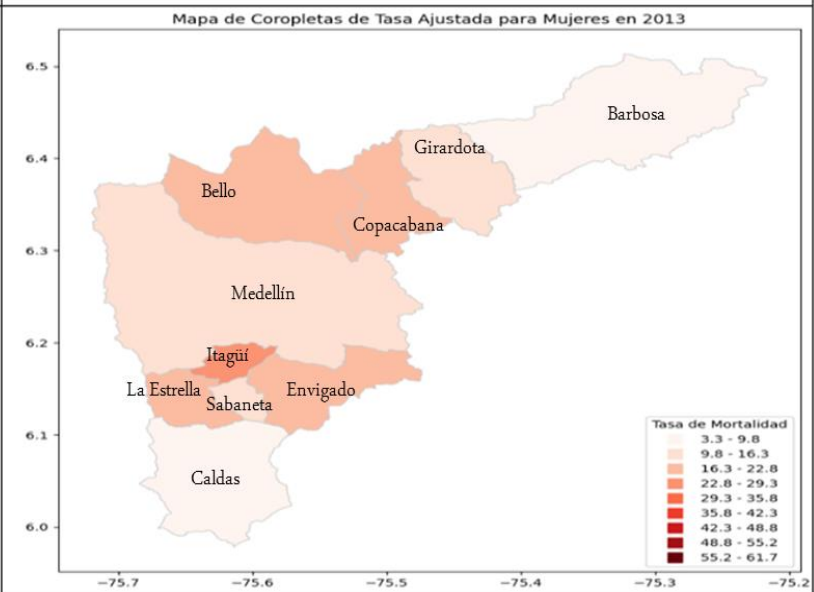 Mapa de Coropletas de Tasa Ajustada para Mujeres en 2013
6.5
6.4
6.3
6.2
6.1
6.0
Barbosa
Girardota
Bello
Copacabana
Medellín
Itagüí
La Estrella
Envigado
Sabaneta
Caldas
Tasa de Mortalidad
3.3 - 9.8
9.8 - 16.3
16.3 - 22.8
22.8 - 29.3
29.3 - 35.8
35.8 - 42.3
42.3 - 48.8
48.8 - 55.2
55.2 - 61.7
−75.7 −75.6 −75.5 −75.4 −75.3 −75.2